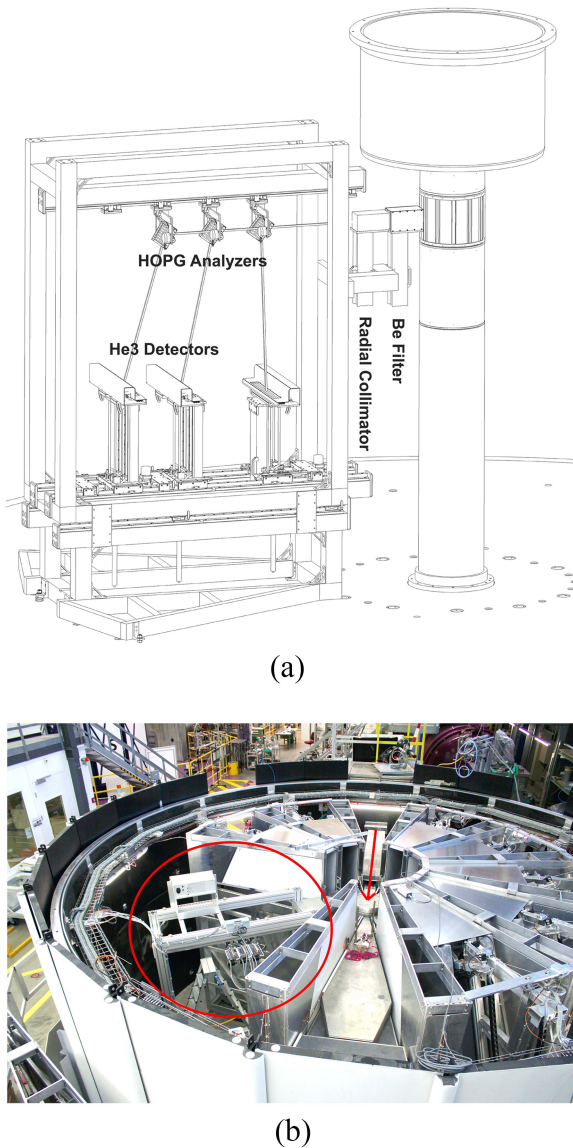 HOPG Analyzers
He3 Detectors
Radial Collimator
Be Filter
(a)
(b)